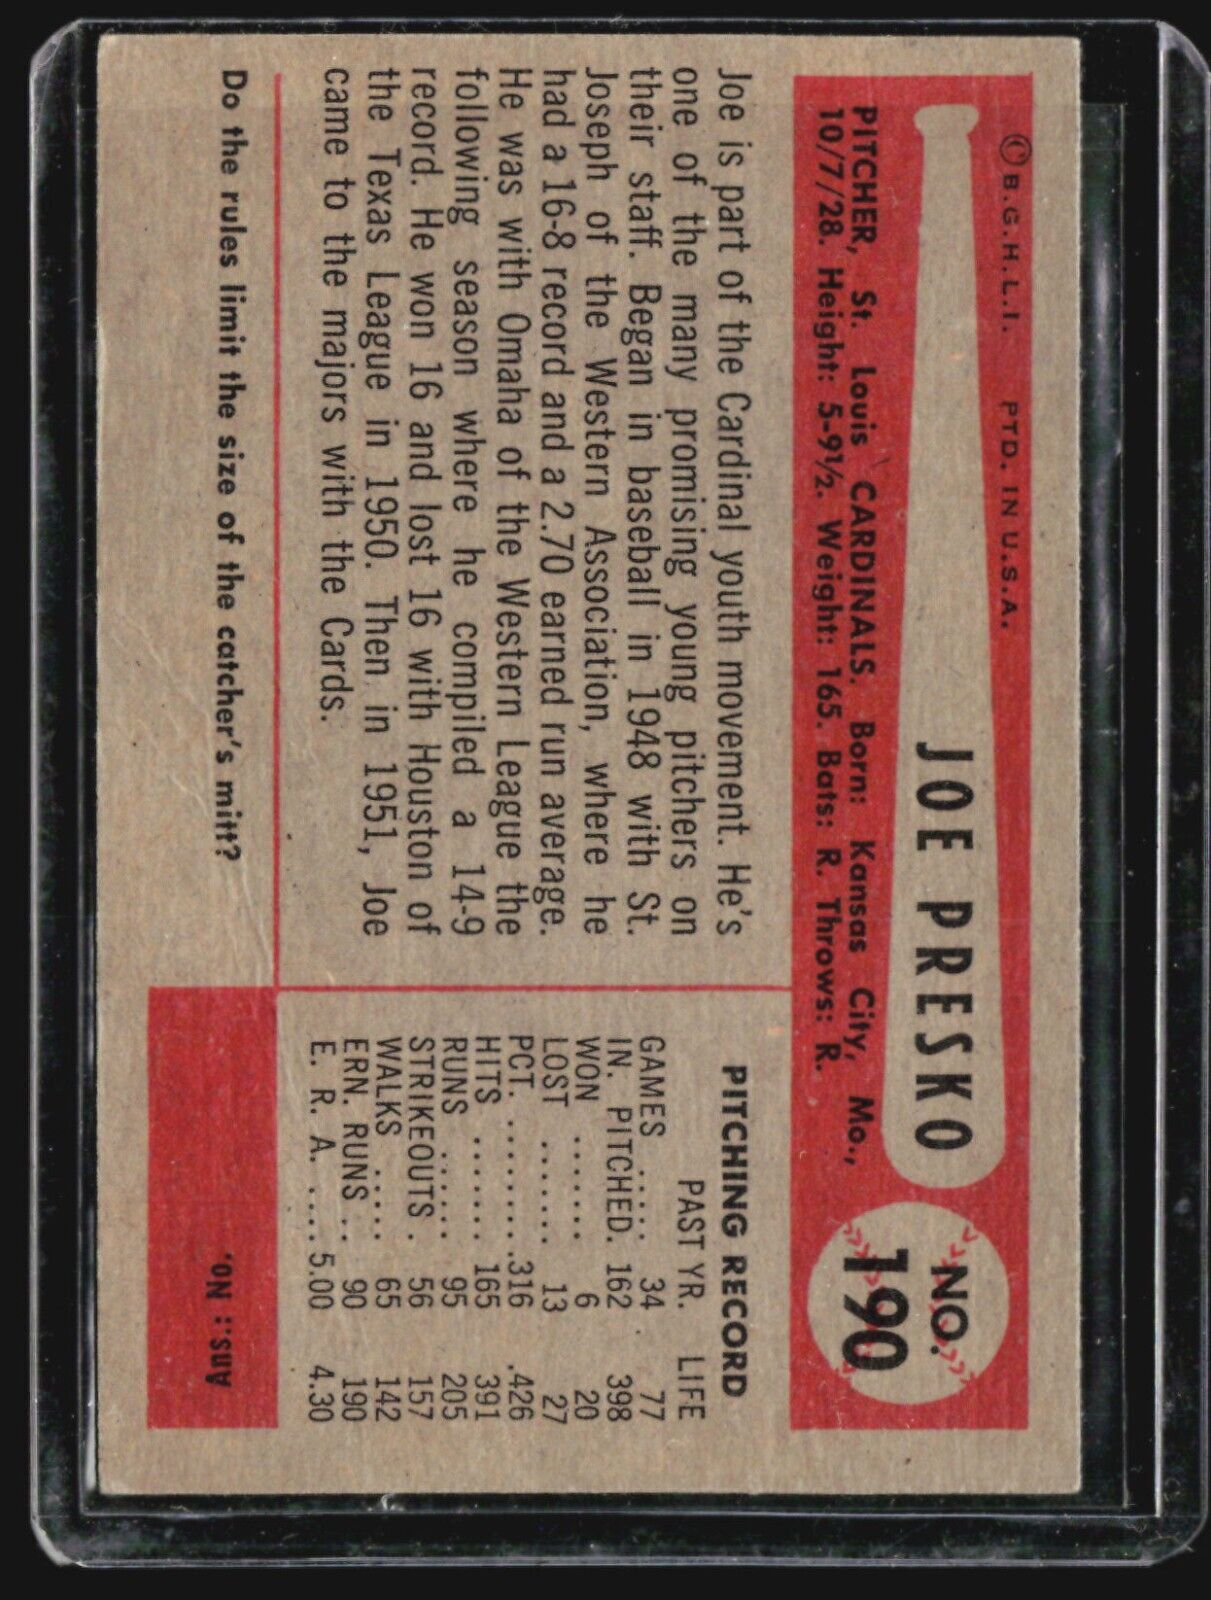 © B.G.H.L.I. PTD. IN U.S.A.
JOE PRESKO
NO.
190
PITCHER, St. Louis CARDINALS. Born: Kansas City, Mo.,
10/7/28. Height: 5-9½. Weight: 165. Bats: R. Throws: R.
Joe is part of the Cardinal youth movement. He's
one of the many promising young pitchers on
their staff. Began in baseball in 1948 with St.
Joseph of the Western Association, where he
had a 16-8 record and a 2.70 earned run average.
He was with Omaha of the Western League the
following season where he compiled a 14-9
record. He won 16 and lost 16 with Houston of
the Texas League in 1950. Then in 1951, Joe
came to the majors with the Cards.
PITCHING RECORD
PAST YR. LIFE
GAMES ..... 34 77
IN. PITCHED. 162 398
WON ....... 6 20
LOST ....... 13 27
PCT. ........ .316 .426
HITS ....... 165 391
RUNS ...... 95 205
STRIKEOUTS . 56 157
WALKS ..... 65 142
ERN. RUNS .. 90 190
E. R. A. .... 5.00 4.30
Do the rules limit the size of the catcher's mitt?
Ans.: NO.